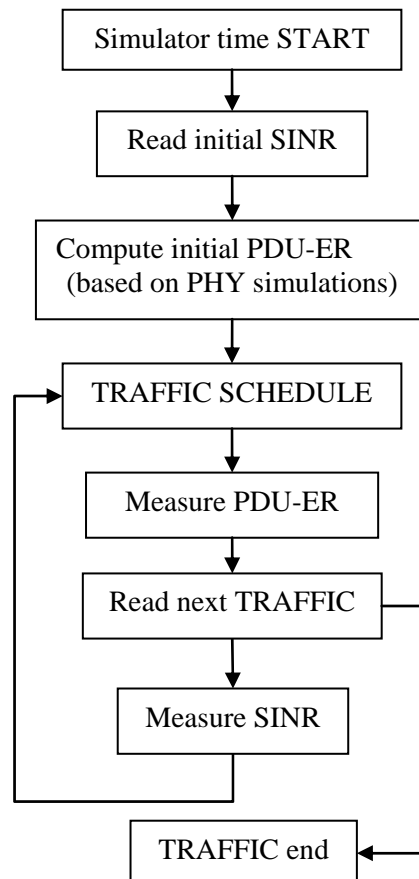 Simulator time START
Read initial SINR
Compute initial PDU-ER
(based on PHY simulations)
TRAFFIC SCHEDULE
Measure PDU-ER
Read next TRAFFIC
Measure SINR
TRAFFIC end